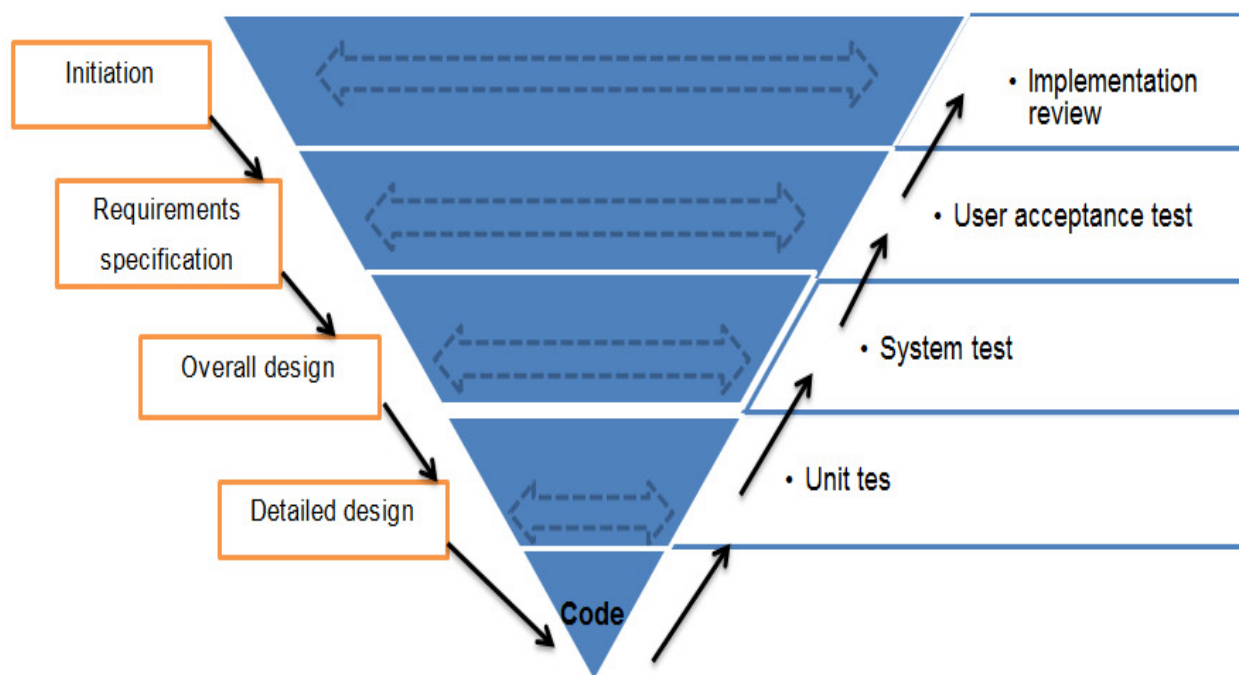 Initiation
Requirements
specification
Overall design
Detailed design
Code
• Implementation
review
• User acceptance test
• System test
• Unit tes